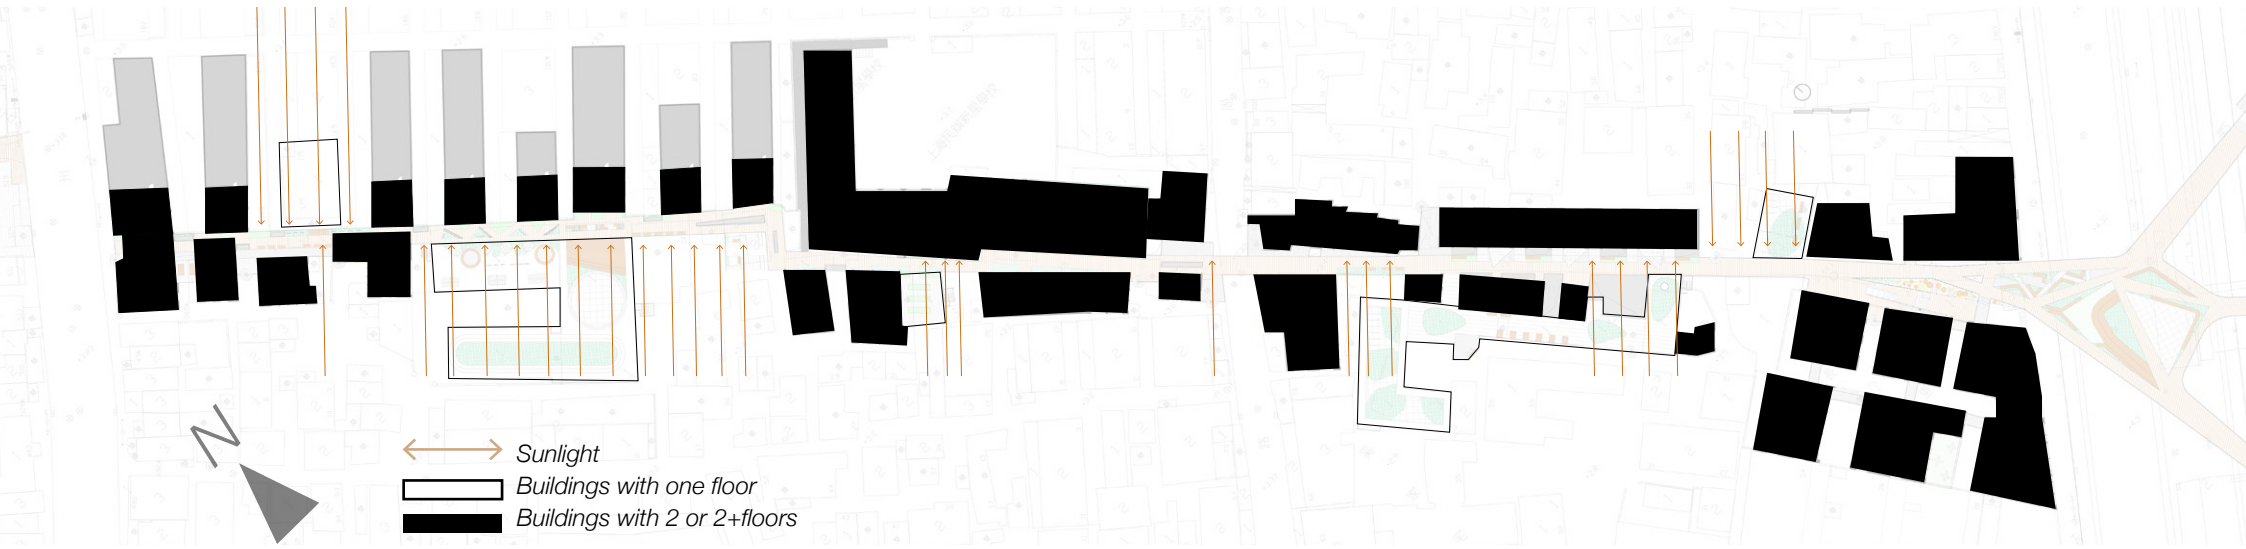 N
Sunlight
Buildings with one floor
Buildings with 2 or 2+floors